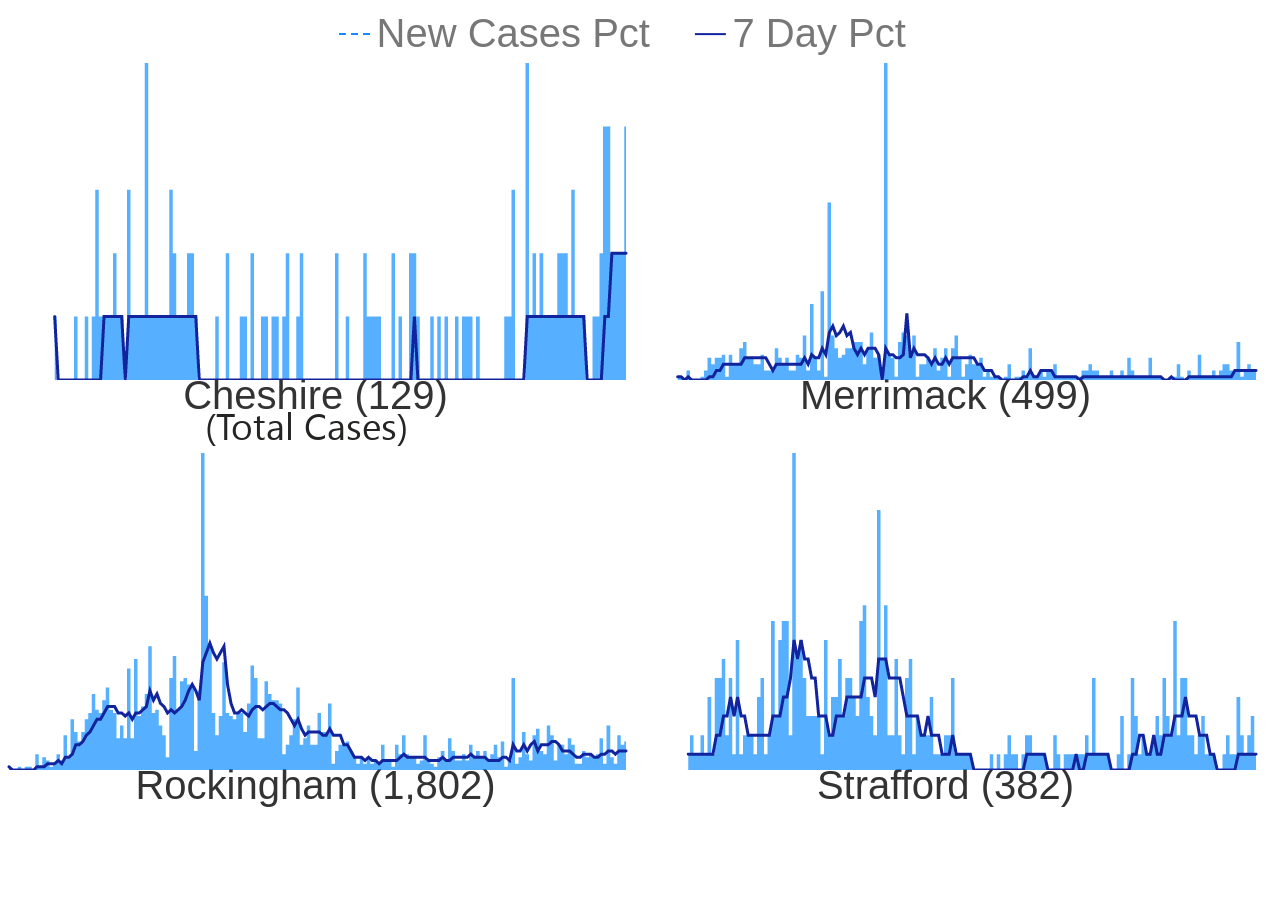 New Cases Pct 7 Day Pct
Cheshire (129) Merrimack (499)
(Total Cases)
Rockingham (1,802) Strafford (382)